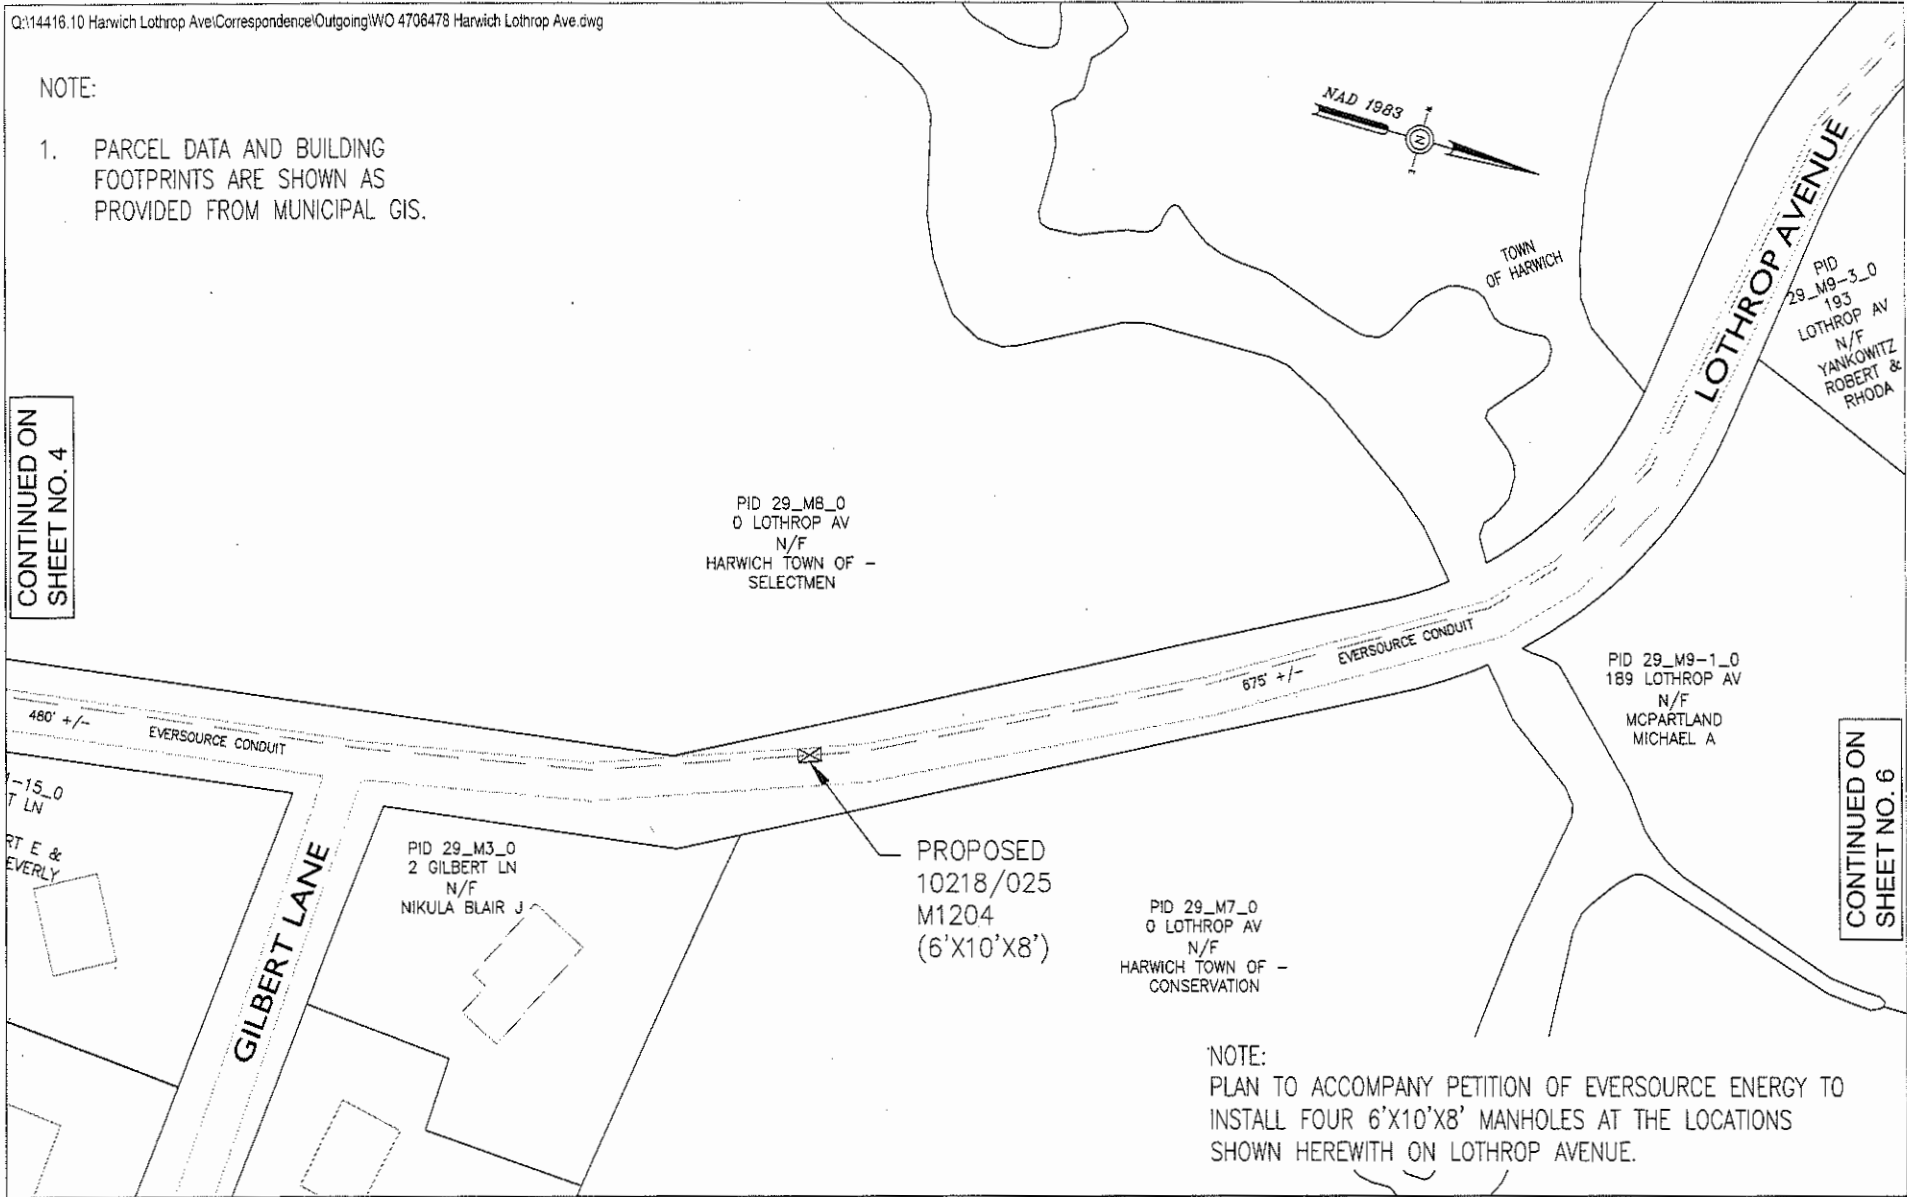 Q:\14416.10 Harwich Lothrop Ave\Correspondence\Outgoing\WO 4706478 Harwich Lothrop Ave.dwg
NOTE:
1. PARCEL DATA AND BUILDING
FOOTPRINTS ARE SHOWN AS
PROVIDED FROM MUNICIPAL GIS.
NAD 1983
N
TOWN
OF HARWICH
LOTHROP AVENUE
PID
29_M9-3_0
193
LOTHROP AV
N/F
YANKOWITZ
ROBERT &
RHODA
CONTINUED ON
SHEET NO. 4
PID 29_M8_0
0 LOTHROP AV
N/F
HARWICH TOWN OF -
SELECTMEN
EVERSOURCE CONDUIT
675' +/-
PID 29_M9-1_0
189 LOTHROP AV
N/F
MCPARTLAND
MICHAEL A
480' +/-
EVERSOURCE CONDUIT
1-15_0
T LN
RT E &
EVERLY
GILBERT LANE
PID 29_M3_0
2 GILBERT LN
N/F
NIKULA BLAIR J
PROPOSED
10218/025
M1204
(6'X10'X8')
PID 29_M7_0
0 LOTHROP AV
N/F
HARWICH TOWN OF -
CONSERVATION
CONTINUED ON
SHEET NO. 6
NOTE:
PLAN TO ACCOMPANY PETITION OF EVERSOURCE ENERGY TO
INSTALL FOUR 6'X10'X8' MANHOLES AT THE LOCATIONS
SHOWN HEREWITH ON LOTHROP AVENUE.